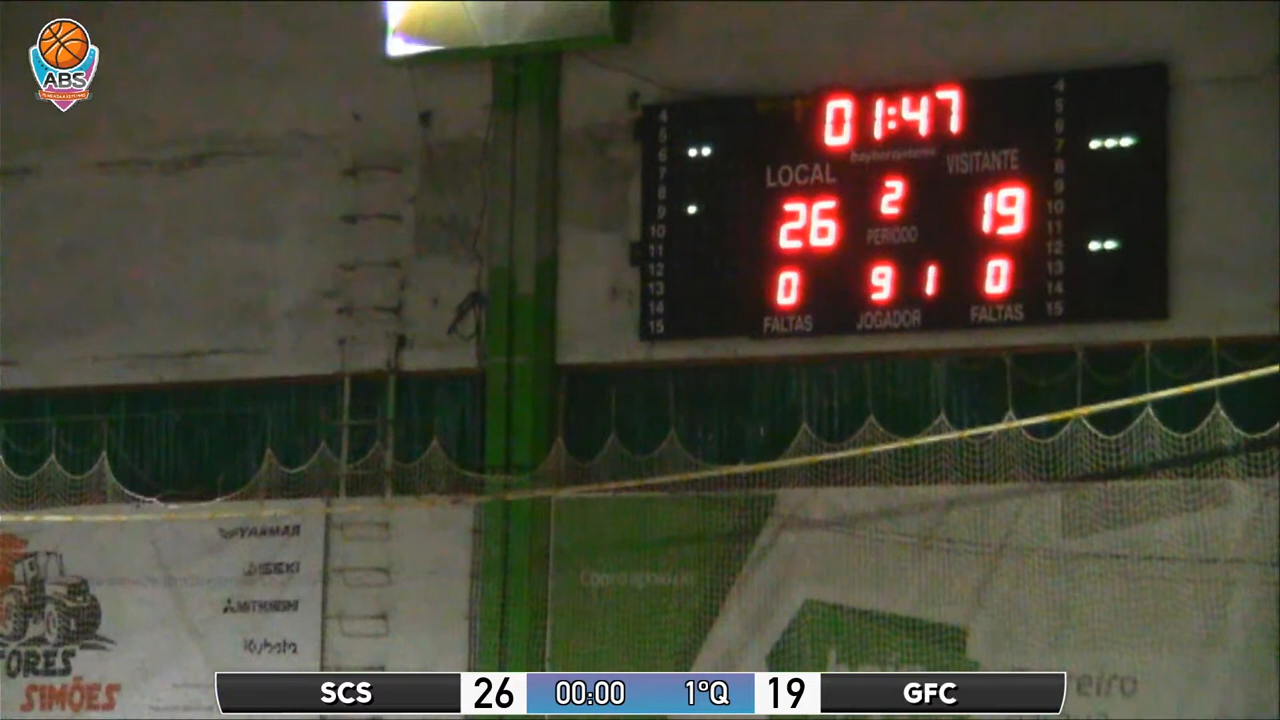 ABS
01:47
LOCAL
VISITANTE
26
2
19
PERIODO
0
9 1
0
FALTAS
JOGADOR
FALTAS
4
5
6
7
8
9
10
11
12
13
14
15
4
5
6
7
8
9
10
11
12
13
14
15
YANMAR
ISEKI
MITSUBISHI
Kubota
TORES
SIMÕES
SCS
26
00:00
1ºQ
19
GFC